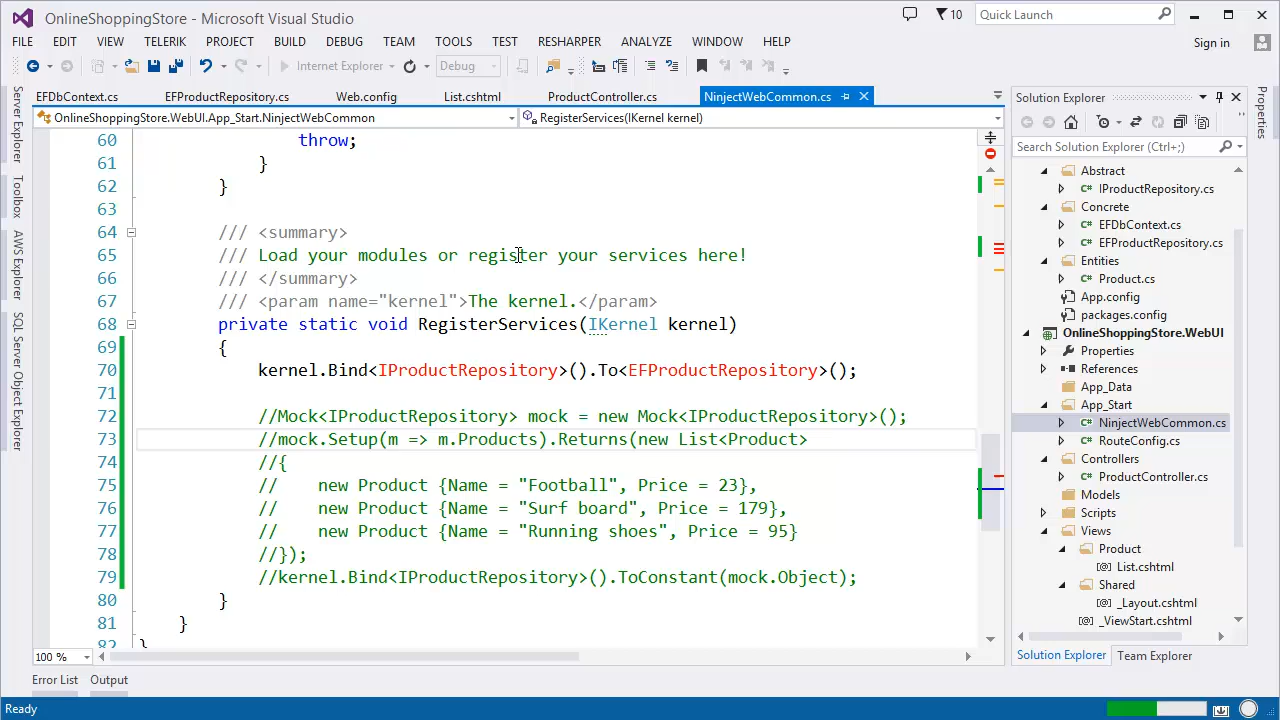 OnlineShoppingStore - Microsoft Visual Studio
10
Quick Launch
FILE EDIT VIEW TELERIK PROJECT BUILD DEBUG TEAM TOOLS TEST RESHARPER ANALYZE WINDOW HELP
Sign in
Internet Explorer
Debug
EFDbContext.cs EFProductRepository.cs Web.config List.cshtml ProductController.cs NinjectWebCommon.cs
OnlineShoppingStore.WebUI.App_Start.NinjectWebCommon
RegisterServices(IKernel kernel)
Server Explorer
Toolbox
AWS Explorer
SQL Server Object Explorer
60 throw;
61 }
62 }
63
64 /// <summary>
65 /// Load your modules or register your services here!
66 /// </summary>
67 /// <param name="kernel">The kernel.</param>
68 private static void RegisterServices(IKernel kernel)
69 {
70 kernel.Bind<IProductRepository>().To<EFProductRepository>();
71
72 //Mock<IProductRepository> mock = new Mock<IProductRepository>();
73 //mock.Setup(m => m.Products).Returns(new List<Product>
74 //{
75 // new Product {Name = "Football", Price = 23},
76 // new Product {Name = "Surf board", Price = 179},
77 // new Product {Name = "Running shoes", Price = 95}
78 //});
79 //kernel.Bind<IProductRepository>().ToConstant(mock.Object);
80 }
81 }
82 }
100 %
Solution Explorer
Search Solution Explorer (Ctrl+;)
Abstract
IProductRepository.cs
Concrete
EFDbContext.cs
EFProductRepository.cs
Entities
Product.cs
App.config
packages.config
OnlineShoppingStore.WebUI
Properties
References
App_Data
App_Start
NinjectWebCommon.cs
RouteConfig.cs
Controllers
ProductController.cs
Models
Scripts
Views
Product
List.cshtml
Shared
_Layout.cshtml
_ViewStart.cshtml
Solution Explorer Team Explorer
Properties
Error List Output
Ready